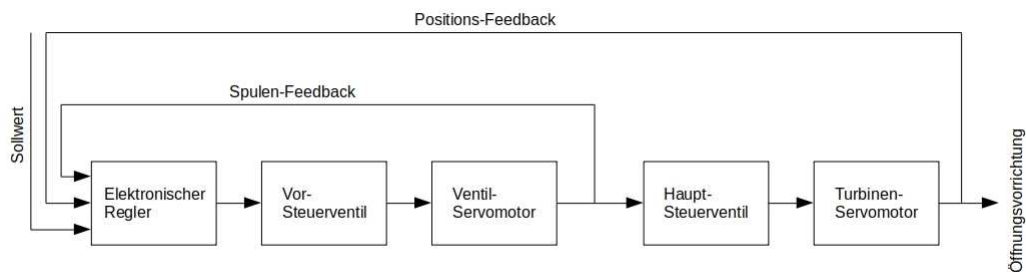 Positions-Feedback
Spulen-Feedback
Sollwert
Elektronischer
Regler
Vor-
Steuerventil
Ventil-
Servomotor
Haupt-
Steuerventil
Turbinen-
Servomotor
Öffnungsvorrichtung